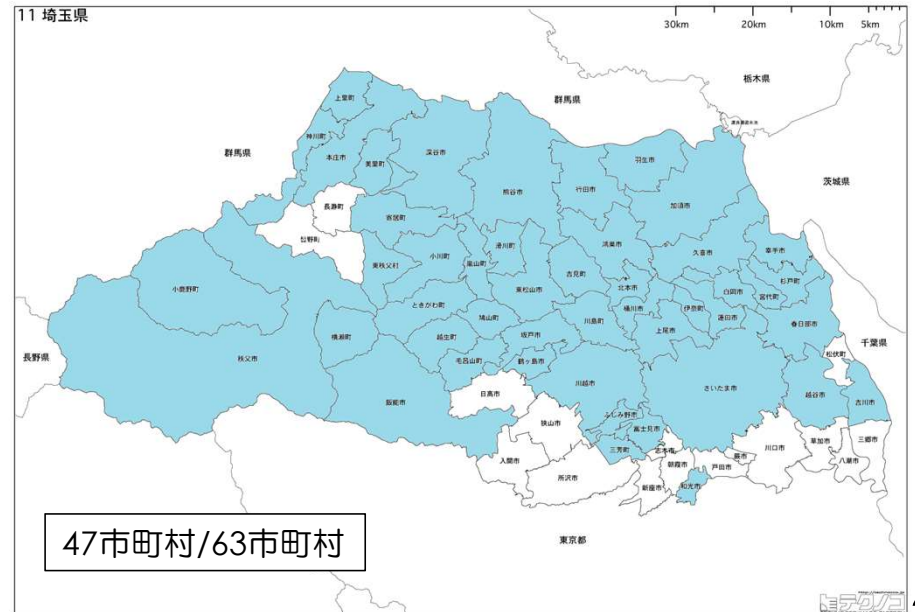 11 埼玉県
30km 20km 10km 5km
栃木県
群馬県
群馬県
茨城県
上里町
神川町
本庄市
美里町
深谷市
熊谷市
行田市
羽生市
加須市
長瀞町
皆野町
寄居町
小川町
嵐山町
滑川町
東秩父村
東松山市
吉見町
鴻巣市
久喜市
幸手市
杉戸町
宮代町
白岡市
北本市
桶川市
伊奈町
蓮田市
春日部市
小鹿野町
ときがわ町
鳩山町
川島町
上尾市
横瀬町
越生町
坂戸市
毛呂山町
鶴ヶ島市
松伏町
千葉県
長野県
秩父市
飯能市
日高市
川越市
さいたま市
越谷市
吉川市
狭山市
ふじみ野市
富士見市
三芳町
志木市
入間市
所沢市
新座市
朝霞市
和光市
戸田市
蕨市
川口市
草加市
八潮市
三郷市
東京都
47市町村/63市町村
テクノコ